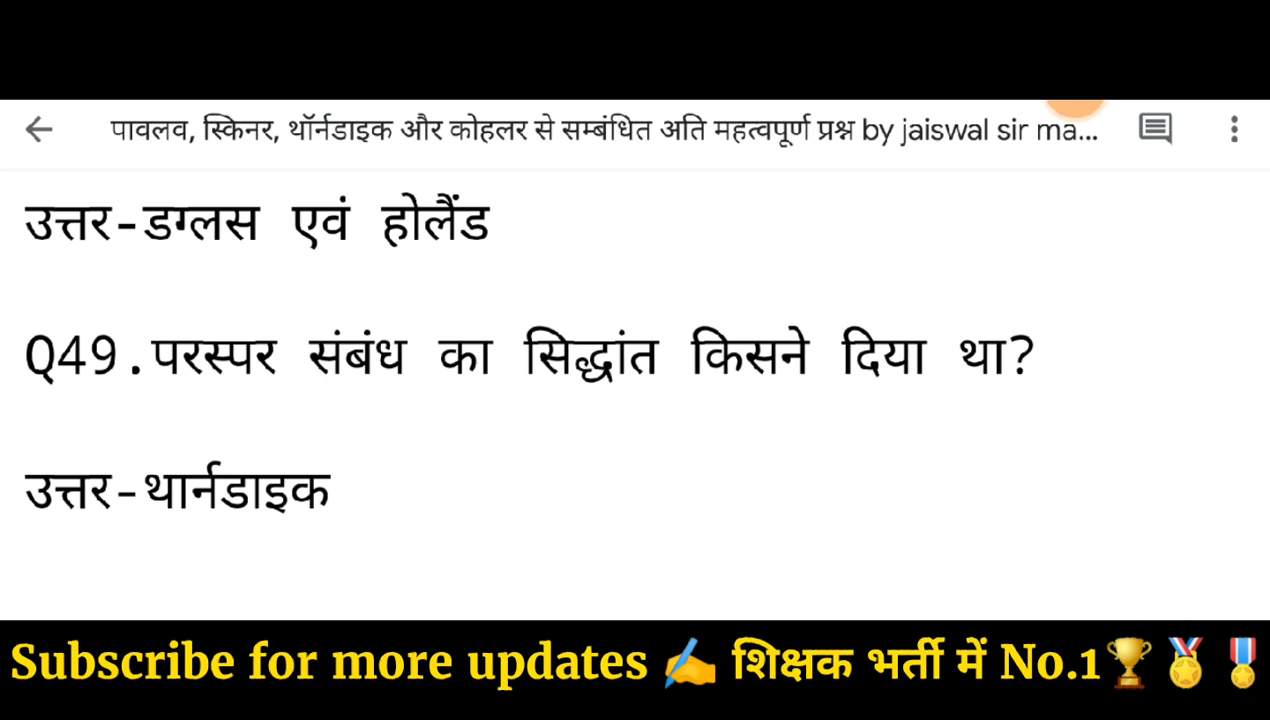 पावलव, स्किनर, थॉर्नडाइक और कोहलर से सम्बंधित अति महत्वपूर्ण प्रश्न by jaiswal sir ma...
उत्तर-डग्लस एवं होलैंड
Q49.परस्पर संबंध का सिद्धांत किसने दिया था?
उत्तर-थार्नडाइक
Subscribe for more updates ✍️ शिक्षक भर्ती में No.1🏆🏅🎖️